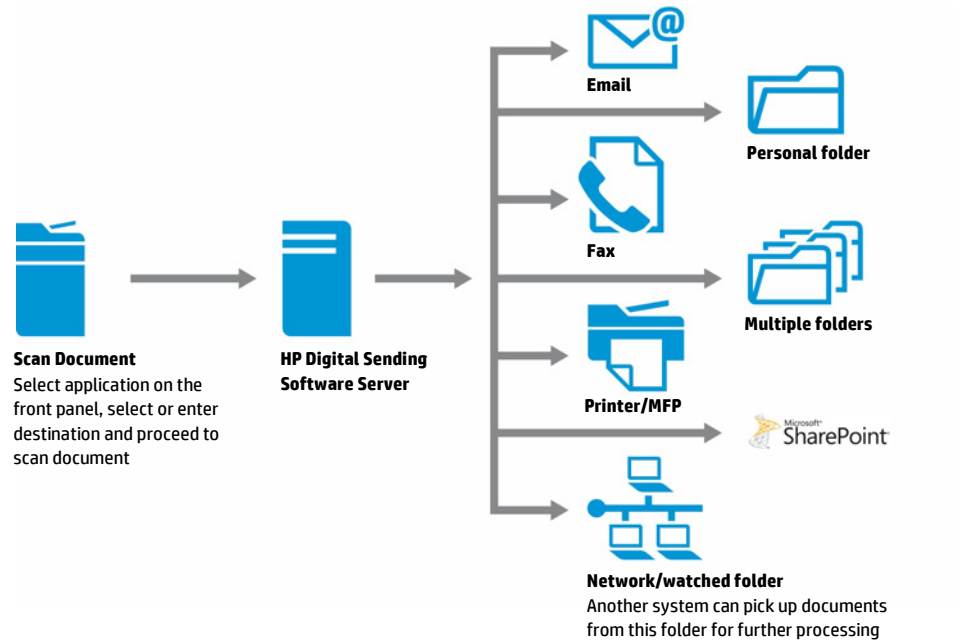 Scan Document
Select application on the
front panel, select or enter
destination and proceed to
scan document
HP Digital Sending
Software Server
@
Email
Personal folder
Fax
Multiple folders
Printer/MFP
Microsoft®
SharePoint
Network/watched folder
Another system can pick up documents
from this folder for further processing